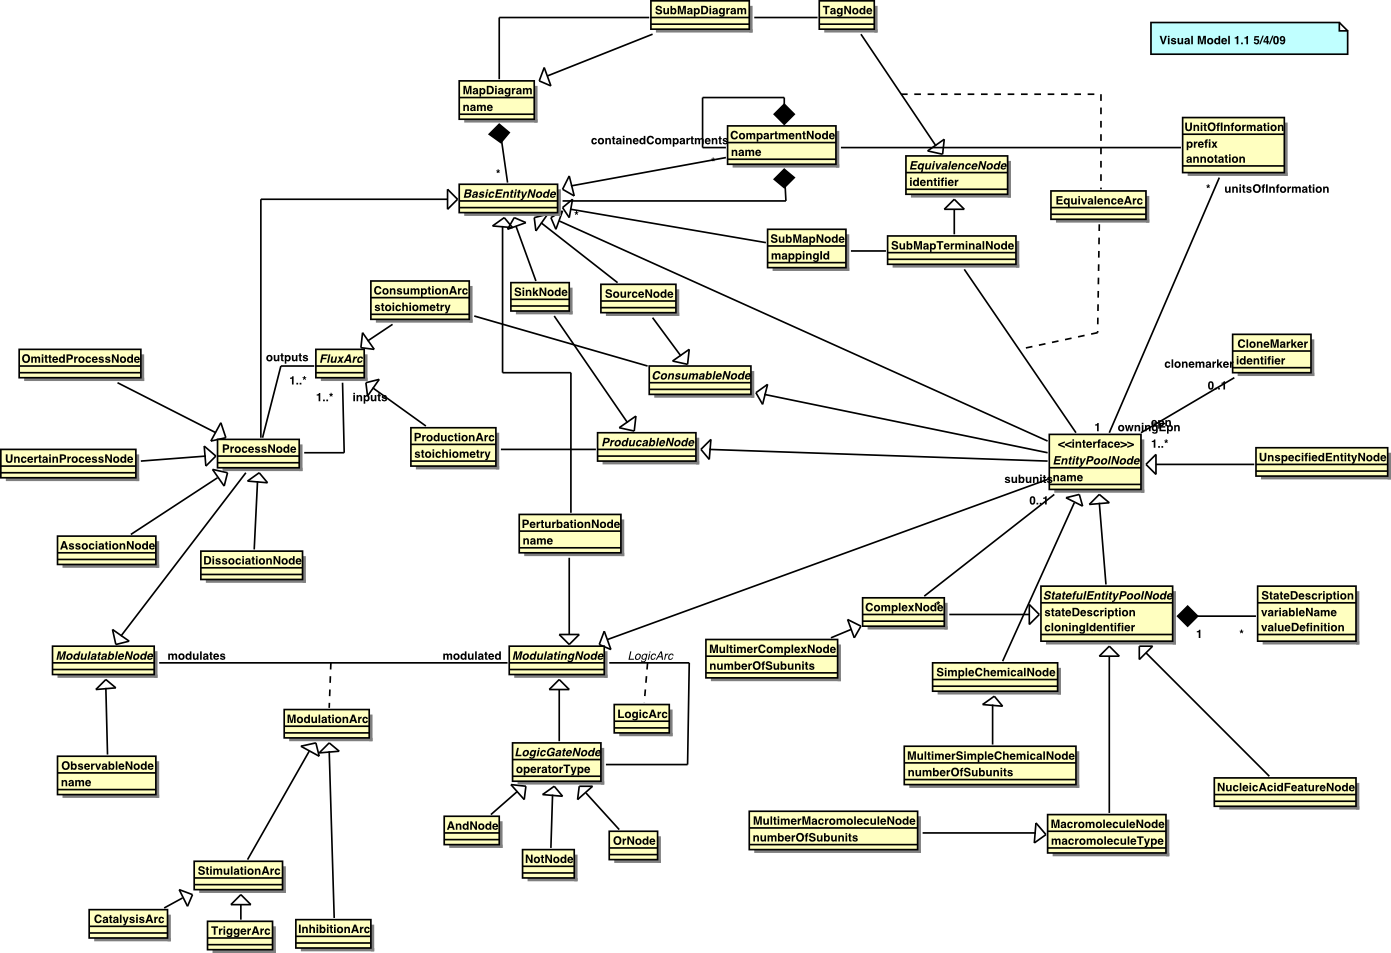 SubMapDiagram
TagNode
Visual Model 1.1 5/4/09
MapDiagram
name
containedCompartments
*
CompartmentNode
name
UnitOfInformation
prefix
annotation
EquivalenceNode
identifier
*
BasicEntityNode
*
* unitsOfInformation
EquivalenceArc
SubMapNode
mappingId
SubMapTerminalNode
ConsumptionArc
stoichiometry
SinkNode
SourceNode
OmittedProcessNode
outputs
1..*
FluxArc
1..*
inputs
ConsumableNode
CloneMarker
identifier
clonemarker
0..1
ProcessNode
UncertainProcessNode
ProductionArc
stoichiometry
ProducableNode
1
owningEpn
1..*
<<interface>>
EntityPoolNode
name
UnspecifiedEntityNode
subunits
0..1
PerturbationNode
name
AssociationNode
DissociationNode
ComplexNode
*
StatefulEntityPoolNode
stateDescription
cloningIdentifier
1
*
StateDescription
variableName
valueDefinition
ModulatableNode
modulates
modulated
ModulatingNode
LogicArc
MultimerComplexNode
numberOfSubunits
SimpleChemicalNode
ModulationArc
LogicArc
ObservableNode
name
LogicGateNode
operatorType
MultimerSimpleChemicalNode
numberOfSubunits
NucleicAcidFeatureNode
AndNode
NotNode
OrNode
MultimerMacromoleculeNode
numberOfSubunits
MacromoleculeNode
macromoleculeType
StimulationArc
CatalysisArc
TriggerArc
InhibitionArc